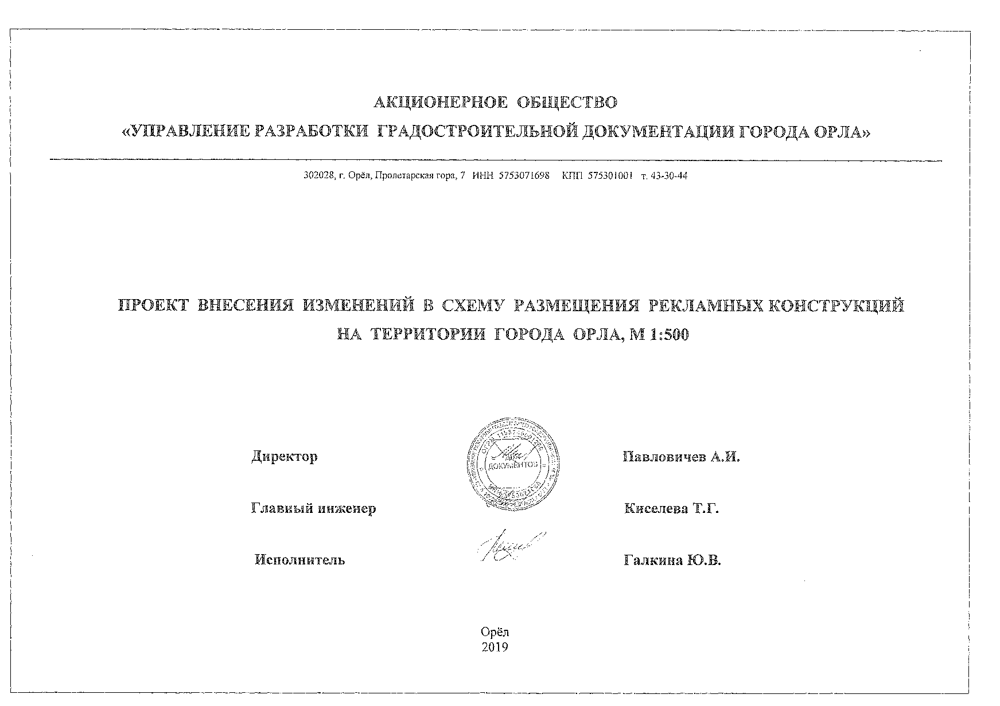 АКЦИОНЕРНОЕ ОБЩЕСТВО
«УПРАВЛЕНИЕ РАЗРАБОТКИ ГРАДОСТРОИТЕЛЬНОЙ ДОКУМЕНТАЦИИ ГОРОДА ОРЛА»
302028, г. Орёл, Пролетарская гора, 7 ИНН 5753071698 КПП 575301001 т. 43-30-44
ПРОЕКТ ВНЕСЕНИЯ ИЗМЕНЕНИЙ В СХЕМУ РАЗМЕЩЕНИЯ РЕКЛАМНЫХ КОНСТРУКЦИЙ
НА ТЕРРИТОРИИ ГОРОДА ОРЛА, М 1:500
Директор Павловичев А.И.
ДОКУМЕНТОВ
Главный инженер Киселева Т.Г.
Исполнитель Галкина Ю.В.
Орёл
2019